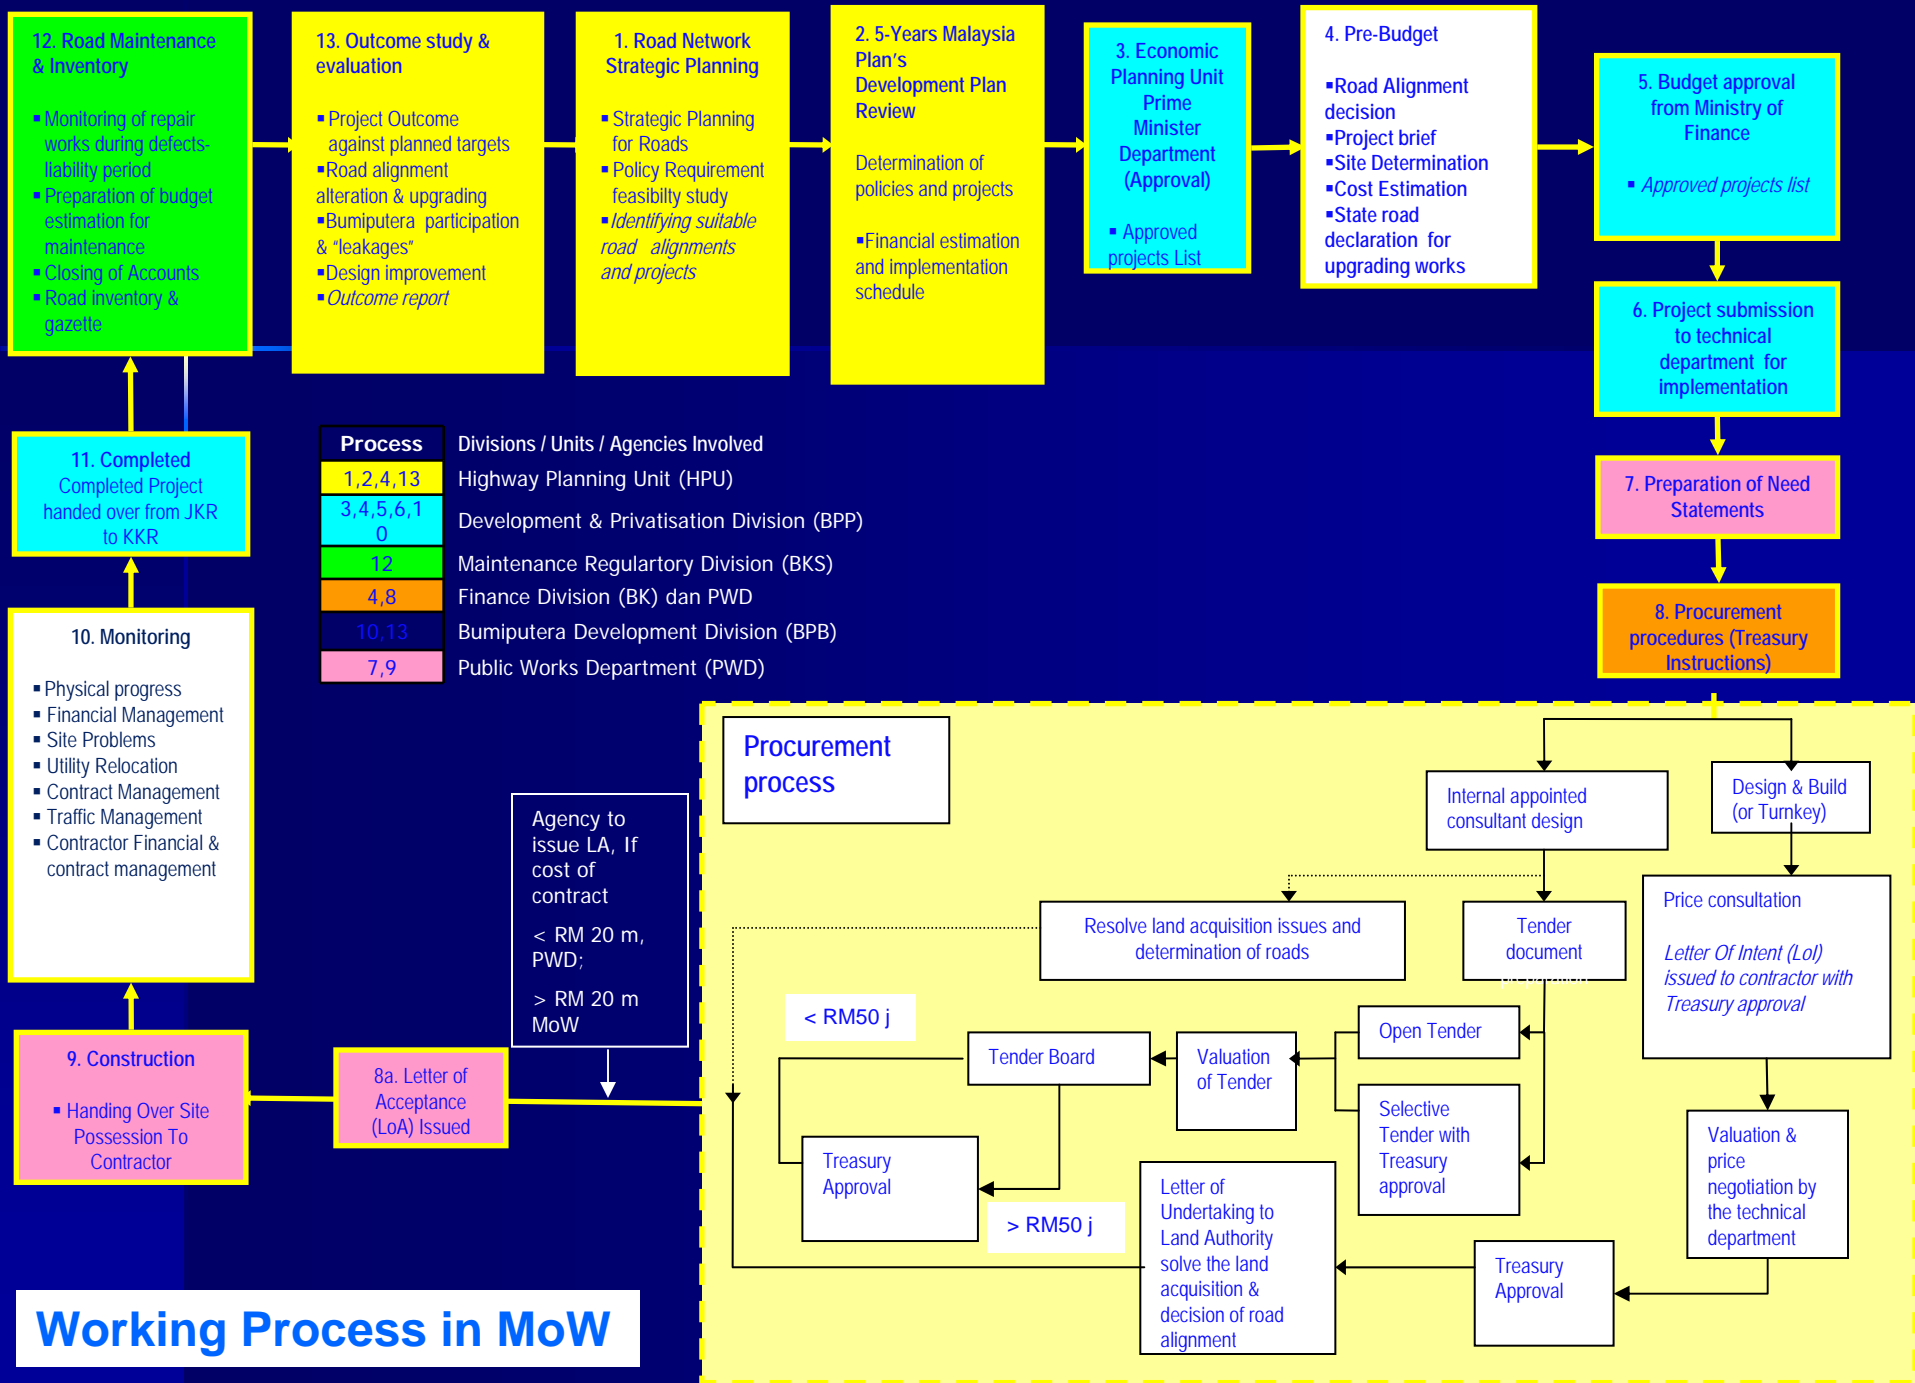 12. Road Maintenance
& Inventory
▪ Monitoring of repair
works during defects-
liability period
▪ Preparation of budget
estimation for
maintenance
▪ Closing of Accounts
▪ Road inventory &
gazette
13. Outcome study &
evaluation
▪ Project Outcome
against planned targets
▪Road alignment
alteration & upgrading
▪Bumiputera participation
& “leakages”
▪Design improvement
▪Outcome report
1. Road Network
Strategic Planning
▪ Strategic Planning
for Roads
▪ Policy Requirement
feasibilty study
▪Identifying suitable
road alignments
and projects
2. 5-Years Malaysia
Plan’s
Development Plan
Review
Determination of
policies and projects
▪Financial estimation
and implementation
schedule
3. Economic
Planning Unit
Prime
Minister
Department
(Approval)
▪ Approved
projects List
4. Pre-Budget
▪Road Alignment
decision
▪Project brief
▪Site Determination
▪Cost Estimation
▪State road
declaration for
upgrading works
5. Budget approval
from Ministry of
Finance
▪ Approved projects list
6. Project submission
to technical
department for
implementation
7. Preparation of Need
Statements
8. Procurement
procedures (Treasury
Instructions)
11. Completed
Completed Project
handed over from JKR
to KKR
Process Divisions / Units / Agencies Involved
1,2,4,13 Highway Planning Unit (HPU)
3,4,5,6,1
0 Development & Privatisation Division (BPP)
12 Maintenance Regulartory Division (BKS)
4,8 Finance Division (BK) dan PWD
10,13 Bumiputera Development Division (BPB)
7,9 Public Works Department (PWD)
10. Monitoring
▪ Physical progress
▪ Financial Management
▪ Site Problems
▪ Utility Relocation
▪ Contract Management
▪ Traffic Management
▪ Contractor Financial &
contract management
9. Construction
▪ Handing Over Site
Possession To
Contractor
8a. Letter of
Acceptance
(LoA) Issued
Agency to
issue LA, If
cost of
contract
< RM 20 m,
PWD;
> RM 20 m
MoW
Procurement
process
Internal appointed
consultant design
Design & Build
(or Turnkey)
Resolve land acquisition issues and
determination of roads
Tender
document
preparation
Price consultation
Letter Of Intent (LoI)
issued to contractor with
Treasury approval
< RM50 j
Tender Board
Valuation
of Tender
Open Tender
Selective
Tender with
Treasury
approval
Treasury
Approval
> RM50 j
Letter of
Undertaking to
Land Authority
solve the land
acquisition &
decision of road
alignment
Treasury
Approval
Valuation &
price
negotiation by
the technical
department
Working Process in MoW